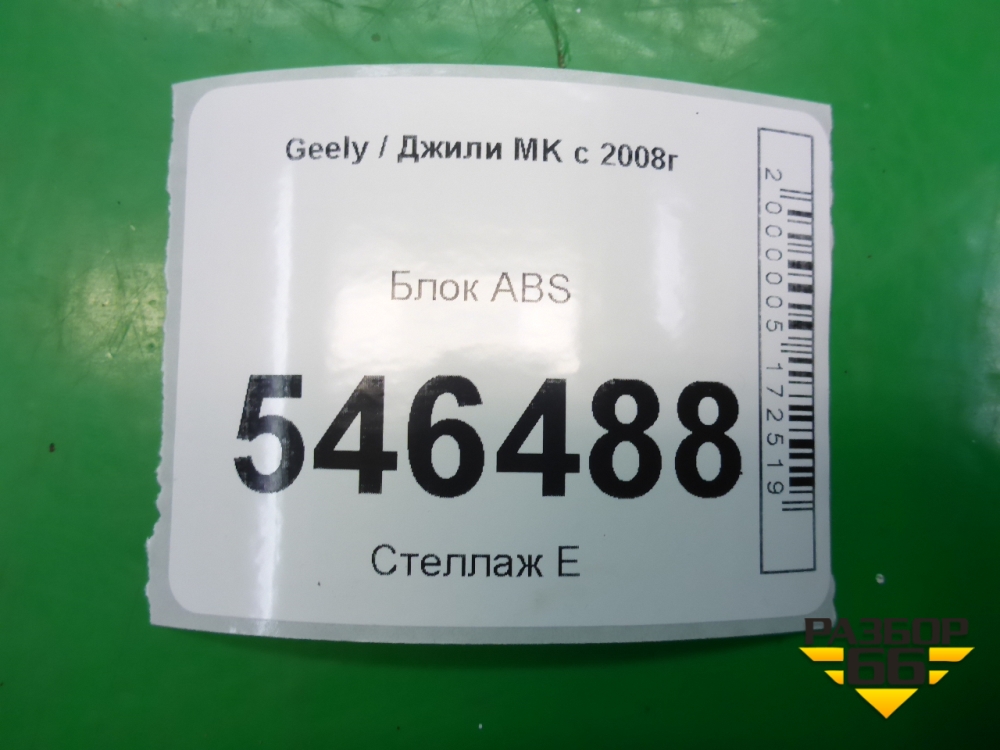 Geely / Джили МК с 2008г
Блок ABS
546488
Стеллаж Е
2000005172519
РАЗБОР
66